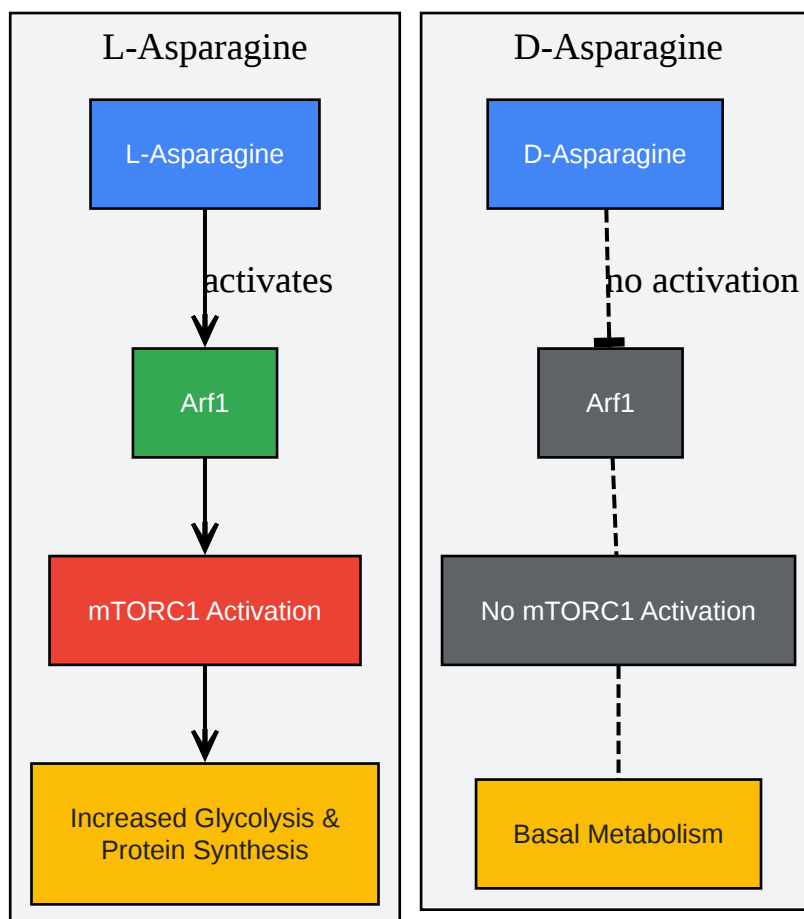 L-Asparagine
L-Asparagine
activates
Arf1
mTORC1 Activation
Increased Glycolysis &
Protein Synthesis
D-Asparagine
D-Asparagine
no activation
Arf1
No mTORC1 Activation
Basal Metabolism